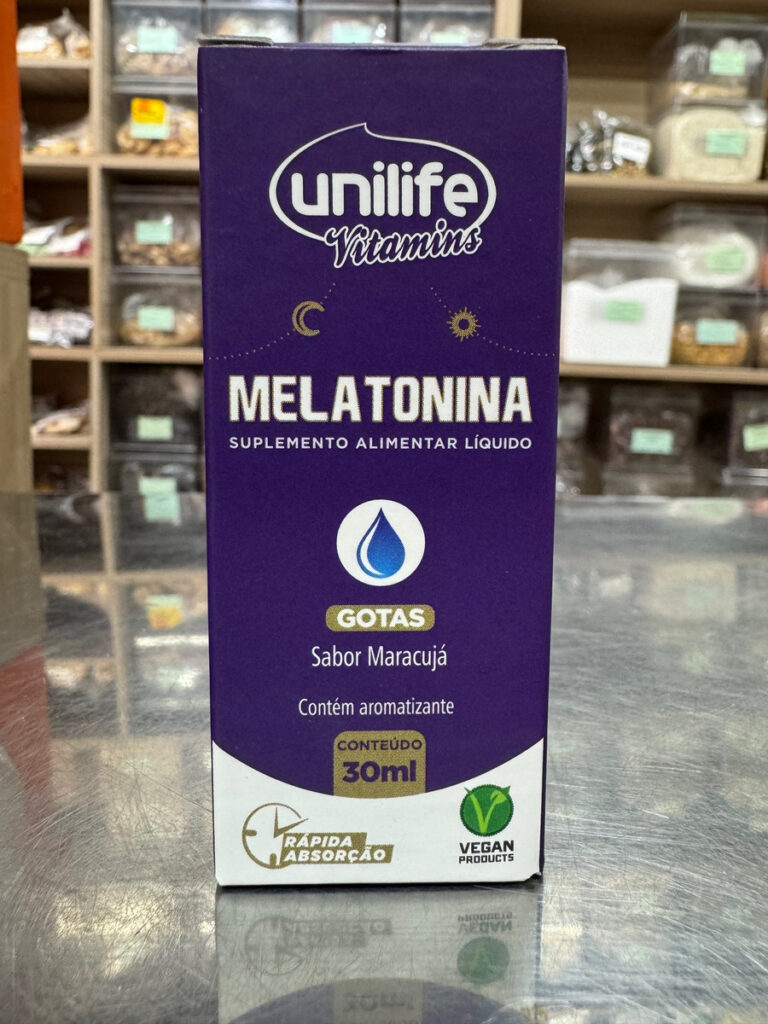 unilife
Vitamins
MELATONINA
SUPLEMENTO ALIMENTAR LÍQUIDO
GOTAS
Sabor Maracujá
Contém aromatizante
CONTEÚDO
30ml
RÁPIDA
ABSORÇÃO
VEGAN
PRODUCTS